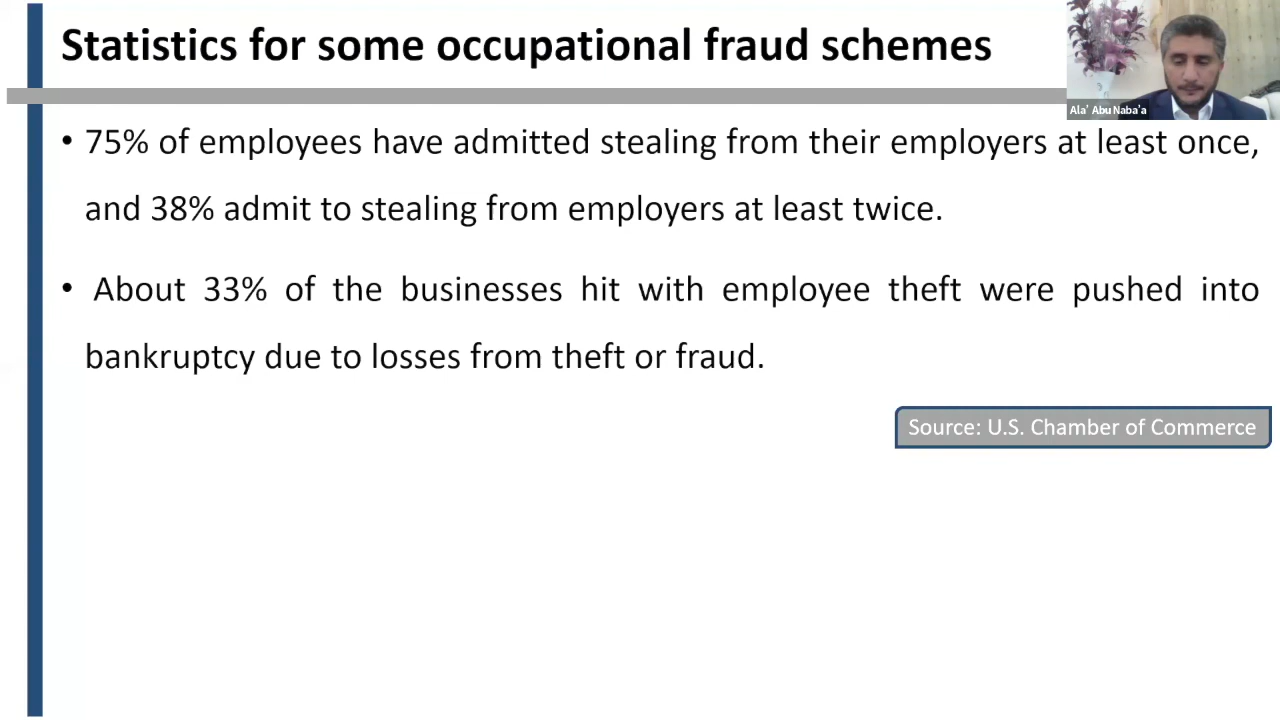 Statistics for some occupational fraud schemes
Ala' Abu Naba'a
• 75% of employees have admitted stealing from their employers at least once,
and 38% admit to stealing from employers at least twice.
• About 33% of the businesses hit with employee theft were pushed into
bankruptcy due to losses from theft or fraud.
Source: U.S. Chamber of Commerce